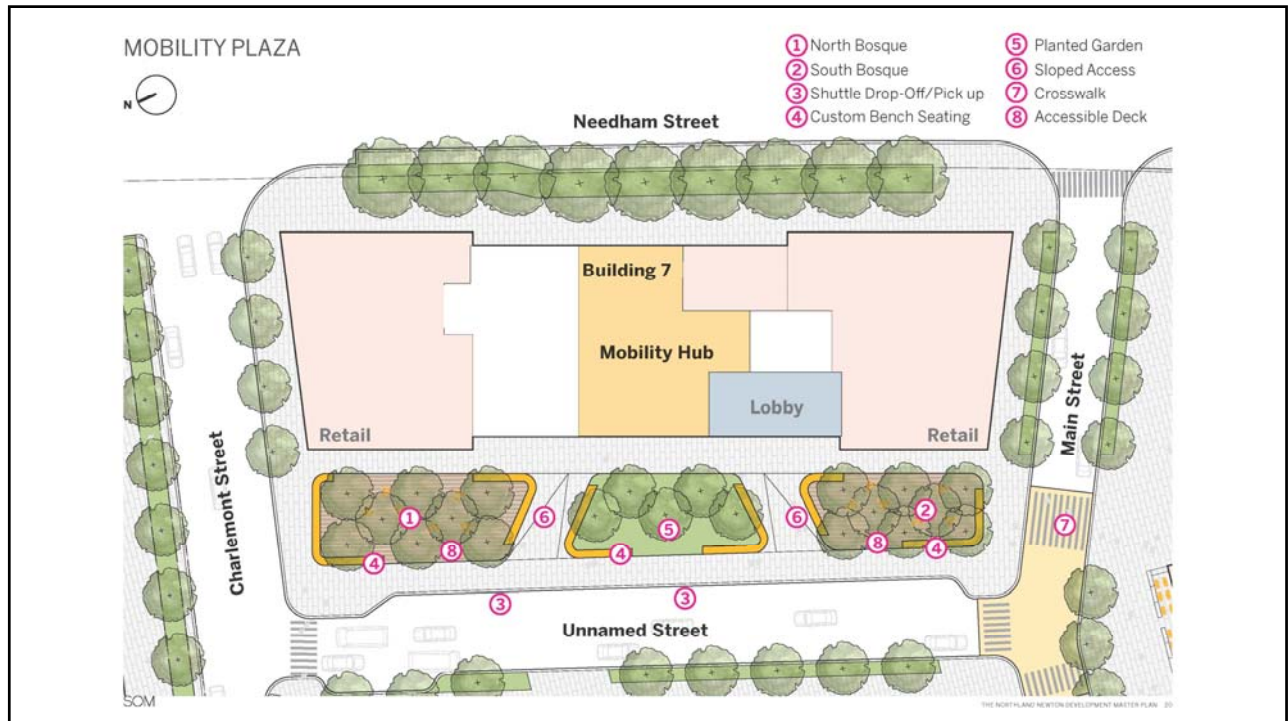 MOBILITY PLAZA
N
1 North Bosque
2 South Bosque
3 Shuttle Drop-Off/Pick up
4 Custom Bench Seating
5 Planted Garden
6 Sloped Access
7 Crosswalk
8 Accessible Deck
Needham Street
Building 7
Mobility Hub
Lobby
Retail
Retail
Charlemont Street
Main Street
1
2
5
6
6
8
8
4
4
4
7
3
3
Unnamed Street
SOM
THE NORTHLAND NEWTON DEVELOPMENT MASTER PLAN 20